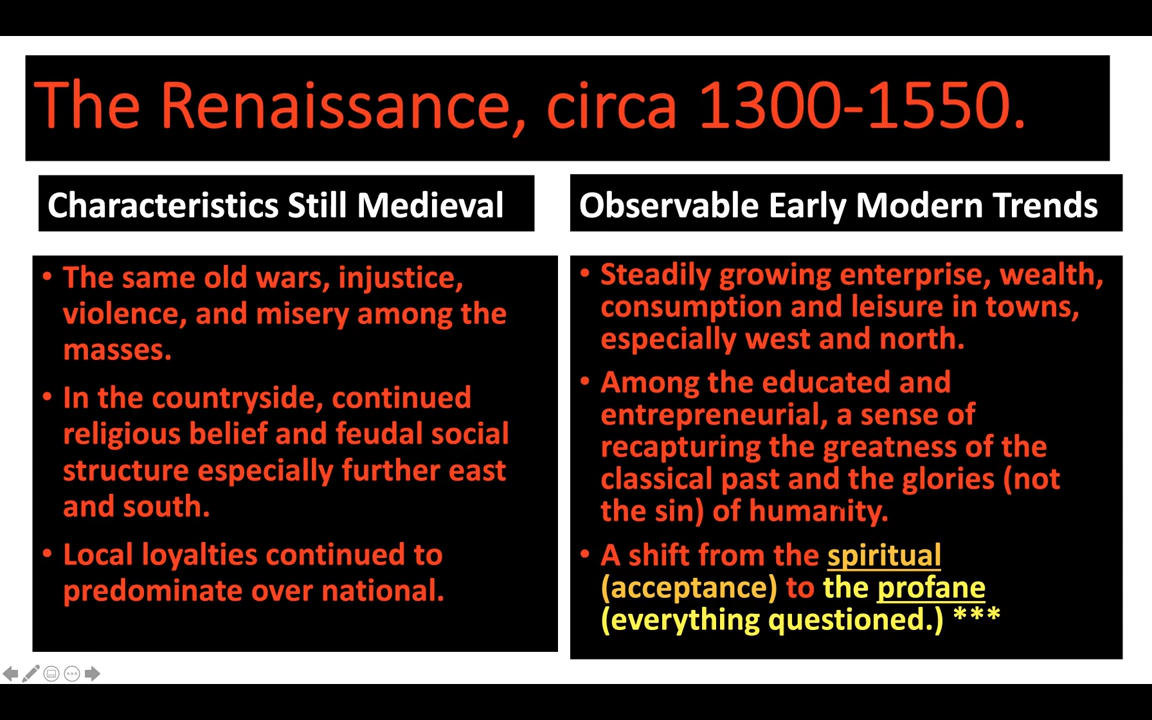 The Renaissance, circa 1300-1550.
Characteristics Still Medieval
• The same old wars, injustice,
violence, and misery among the
masses.
• In the countryside, continued
religious belief and feudal social
structure especially further east
and south.
• Local loyalties continued to
predominate over national.
Observable Early Modern Trends
• Steadily growing enterprise, wealth,
consumption and leisure in towns,
especially west and north.
• Among the educated and
entrepreneurial, a sense of
recapturing the greatness of the
classical past and the glories (not
the sin) of humanity.
• A shift from the spiritual
(acceptance) to the profane
(everything questioned.) ***